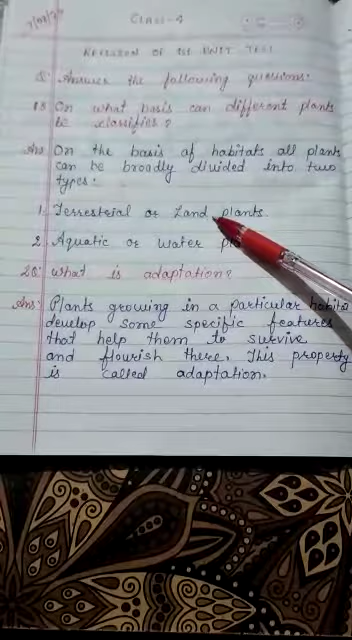 Class-4
REVISION OF 1st UNIT TEST
Q: Answer the following questions:
Q1 On what basis can different plants
be classifies?
Ans On the basis of habitats all plants
can be broadly divided into two
types:
1. Terrestrial or Land plants.
2. Aquatic or Water
2Q: What is adaptation?
Ans: Plants growing in a particular habita
develop some specific features
that help them to survive
and flourish there. This property
is called adaptation.